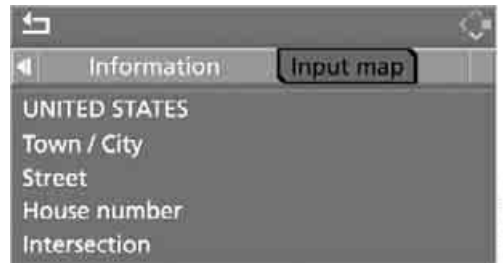 Information Input map
UNITED STATES
Town / City
Street
House number
Intersection